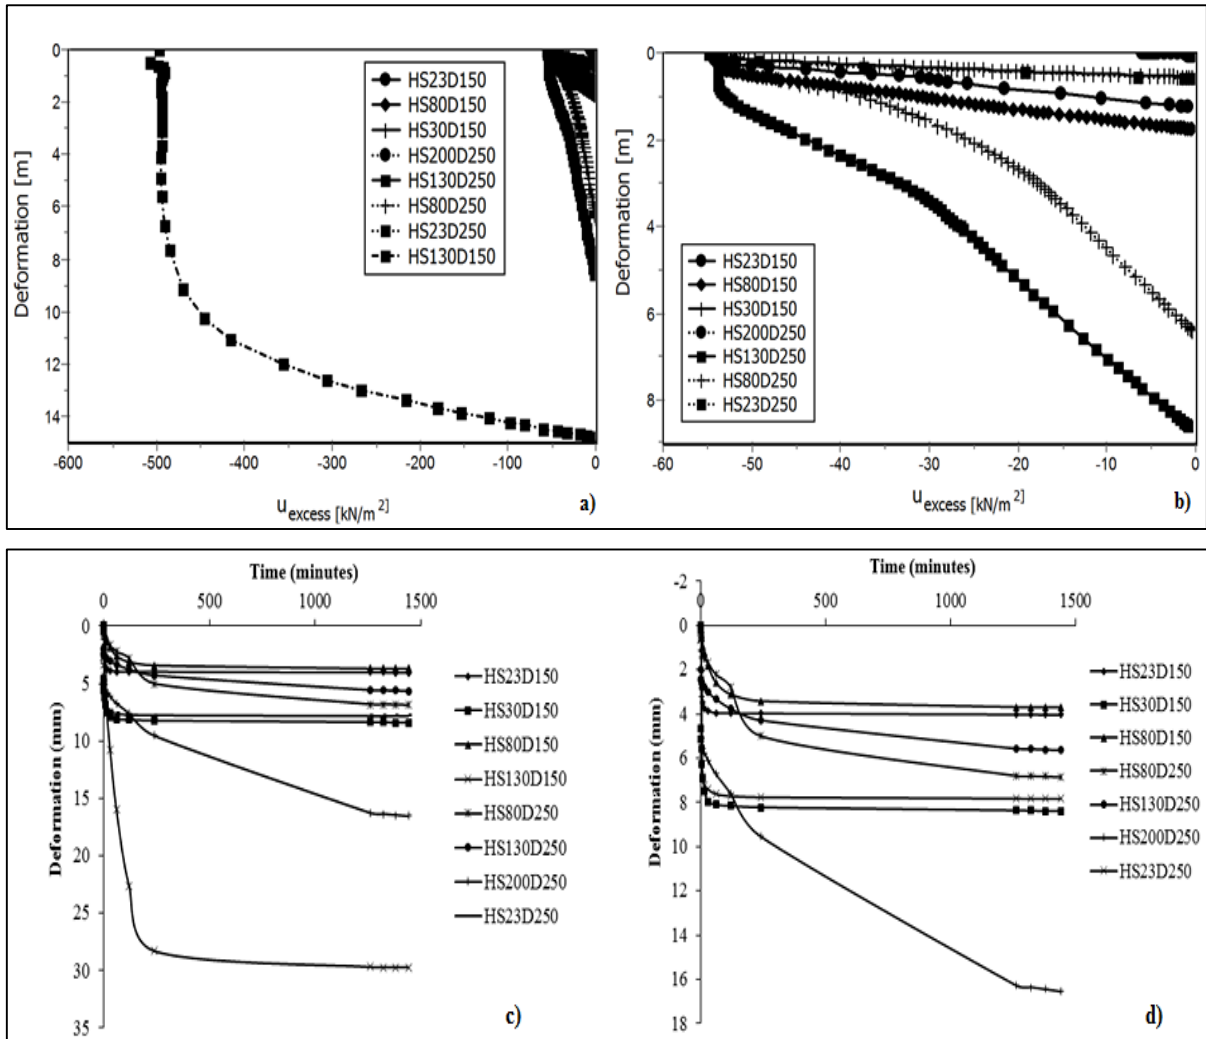 0
2
4
6
8
10
12
14
Deformation [m]
HS23D150
HS80D150
HS30D150
HS200D250
HS130D250
HS80D250
HS23D250
HS130D150
-600
-500
-400
-300
-200
-100
0
u excess [kN/m 2]
a)
0
2
4
6
8
Deformation [m]
HS23D150
HS80D150
HS30D150
HS200D250
HS130D250
HS80D250
HS23D250
-60
-50
-40
-30
-20
-10
0
u excess [kN/m 2]
b)
Time (minutes)
0
500
1000
1500
0
5
10
15
20
25
30
35
Deformation (mm)
HS23D150
HS30D150
HS80D150
HS130D150
HS80D250
HS130D250
HS200D250
HS23D250
c)
Time (minutes)
0
500
1000
1500
-2
0
2
4
6
8
10
12
14
16
18
Deformation (mm)
HS23D150
HS30D150
HS80D150
HS80D250
HS130D250
HS200D250
HS23D250
d)